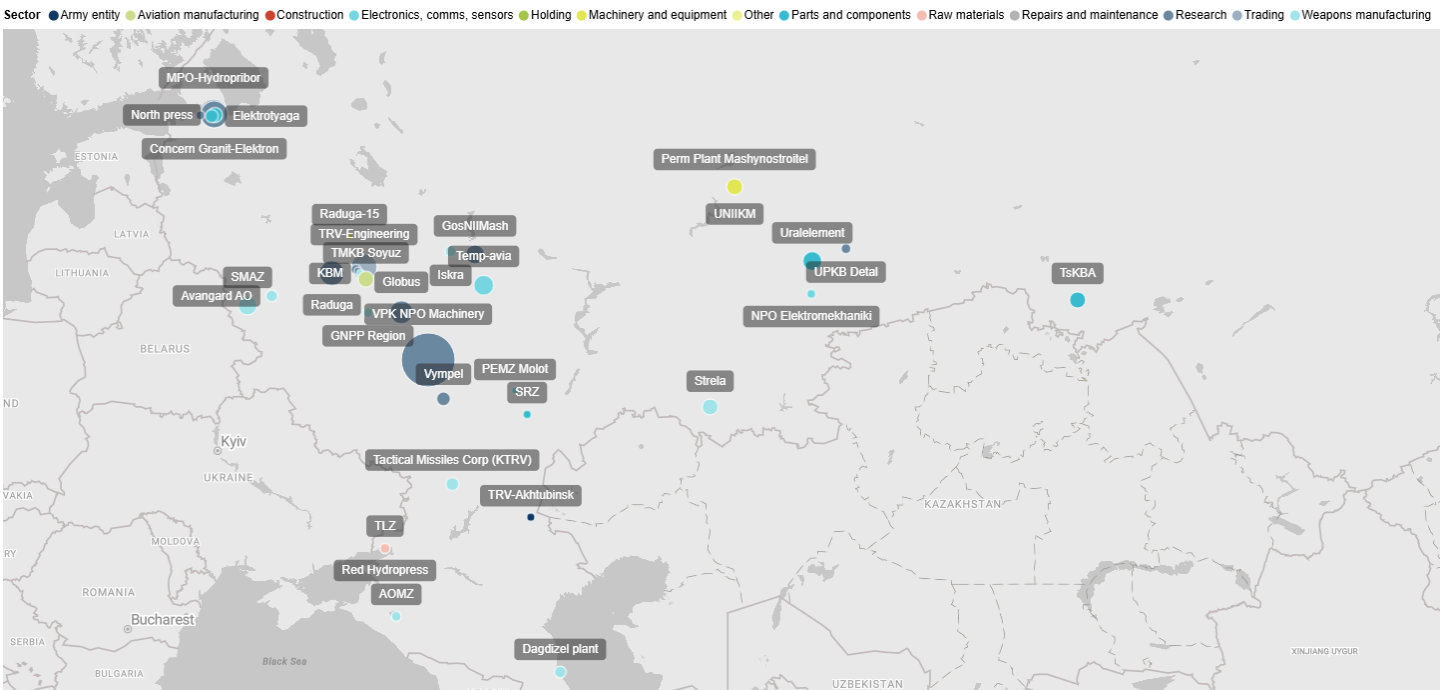 Sector Army entity Aviation manufacturing Construction Electronics, comms, sensors Holding Machinery and equipment Other Parts and components Raw materials Repairs and maintenance Research Trading Weapons manufacturing
MPO-Hydropribor
North press
Elektrotyaga
Concern Granit-Elektron
ESTONIA
Perm Plant Mashynostroitel
UNIIKM
Raduga-15
TRV-Engineering
GosNIIMash
LATVIA
Uralelement
TMKB Soyuz
Temp-avia
LITHUANIA
SMAZ
KBM
Globus
Iskra
UPKB Detal
TsKBA
Avangard AO
Raduga
VPK NPO Machinery
NPO Elektromekhaniki
GNPP Region
BELARUS
Vympel
PEMZ Molot
SRZ
Strela
ND
Kyiv
UKRAINE
Tactical Missiles Corp (KTRV)
TRV-Akhtubinsk
VAKIA
KAZAKHSTAN
TLZ
MOLDOVA
RY
Red Hydropress
AOMZ
ROMANIA
Bucharest
SERBIA
Dagdizel plant
Black Sea
XINJIANG UYGUR
BULGARIA
UZBEKISTAN